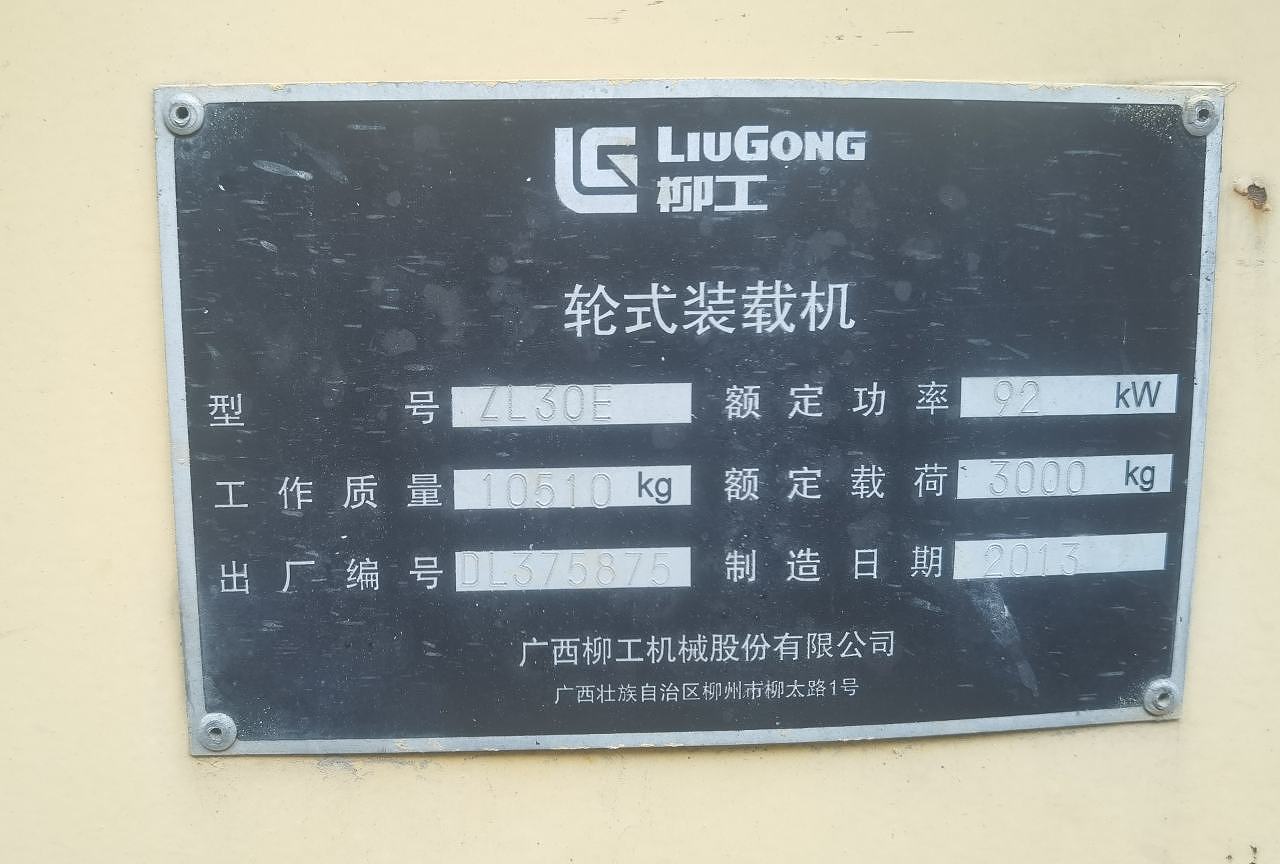 LG LIUGONG
柳工
轮式装载机
型号 ZL30E 额定功率 92 kW
工作质量 10510 kg 额定载荷 3000 kg
出厂编号 DL375875 制造日期 2013
广西柳工机械股份有限公司
广西壮族自治区柳州市柳太路1号